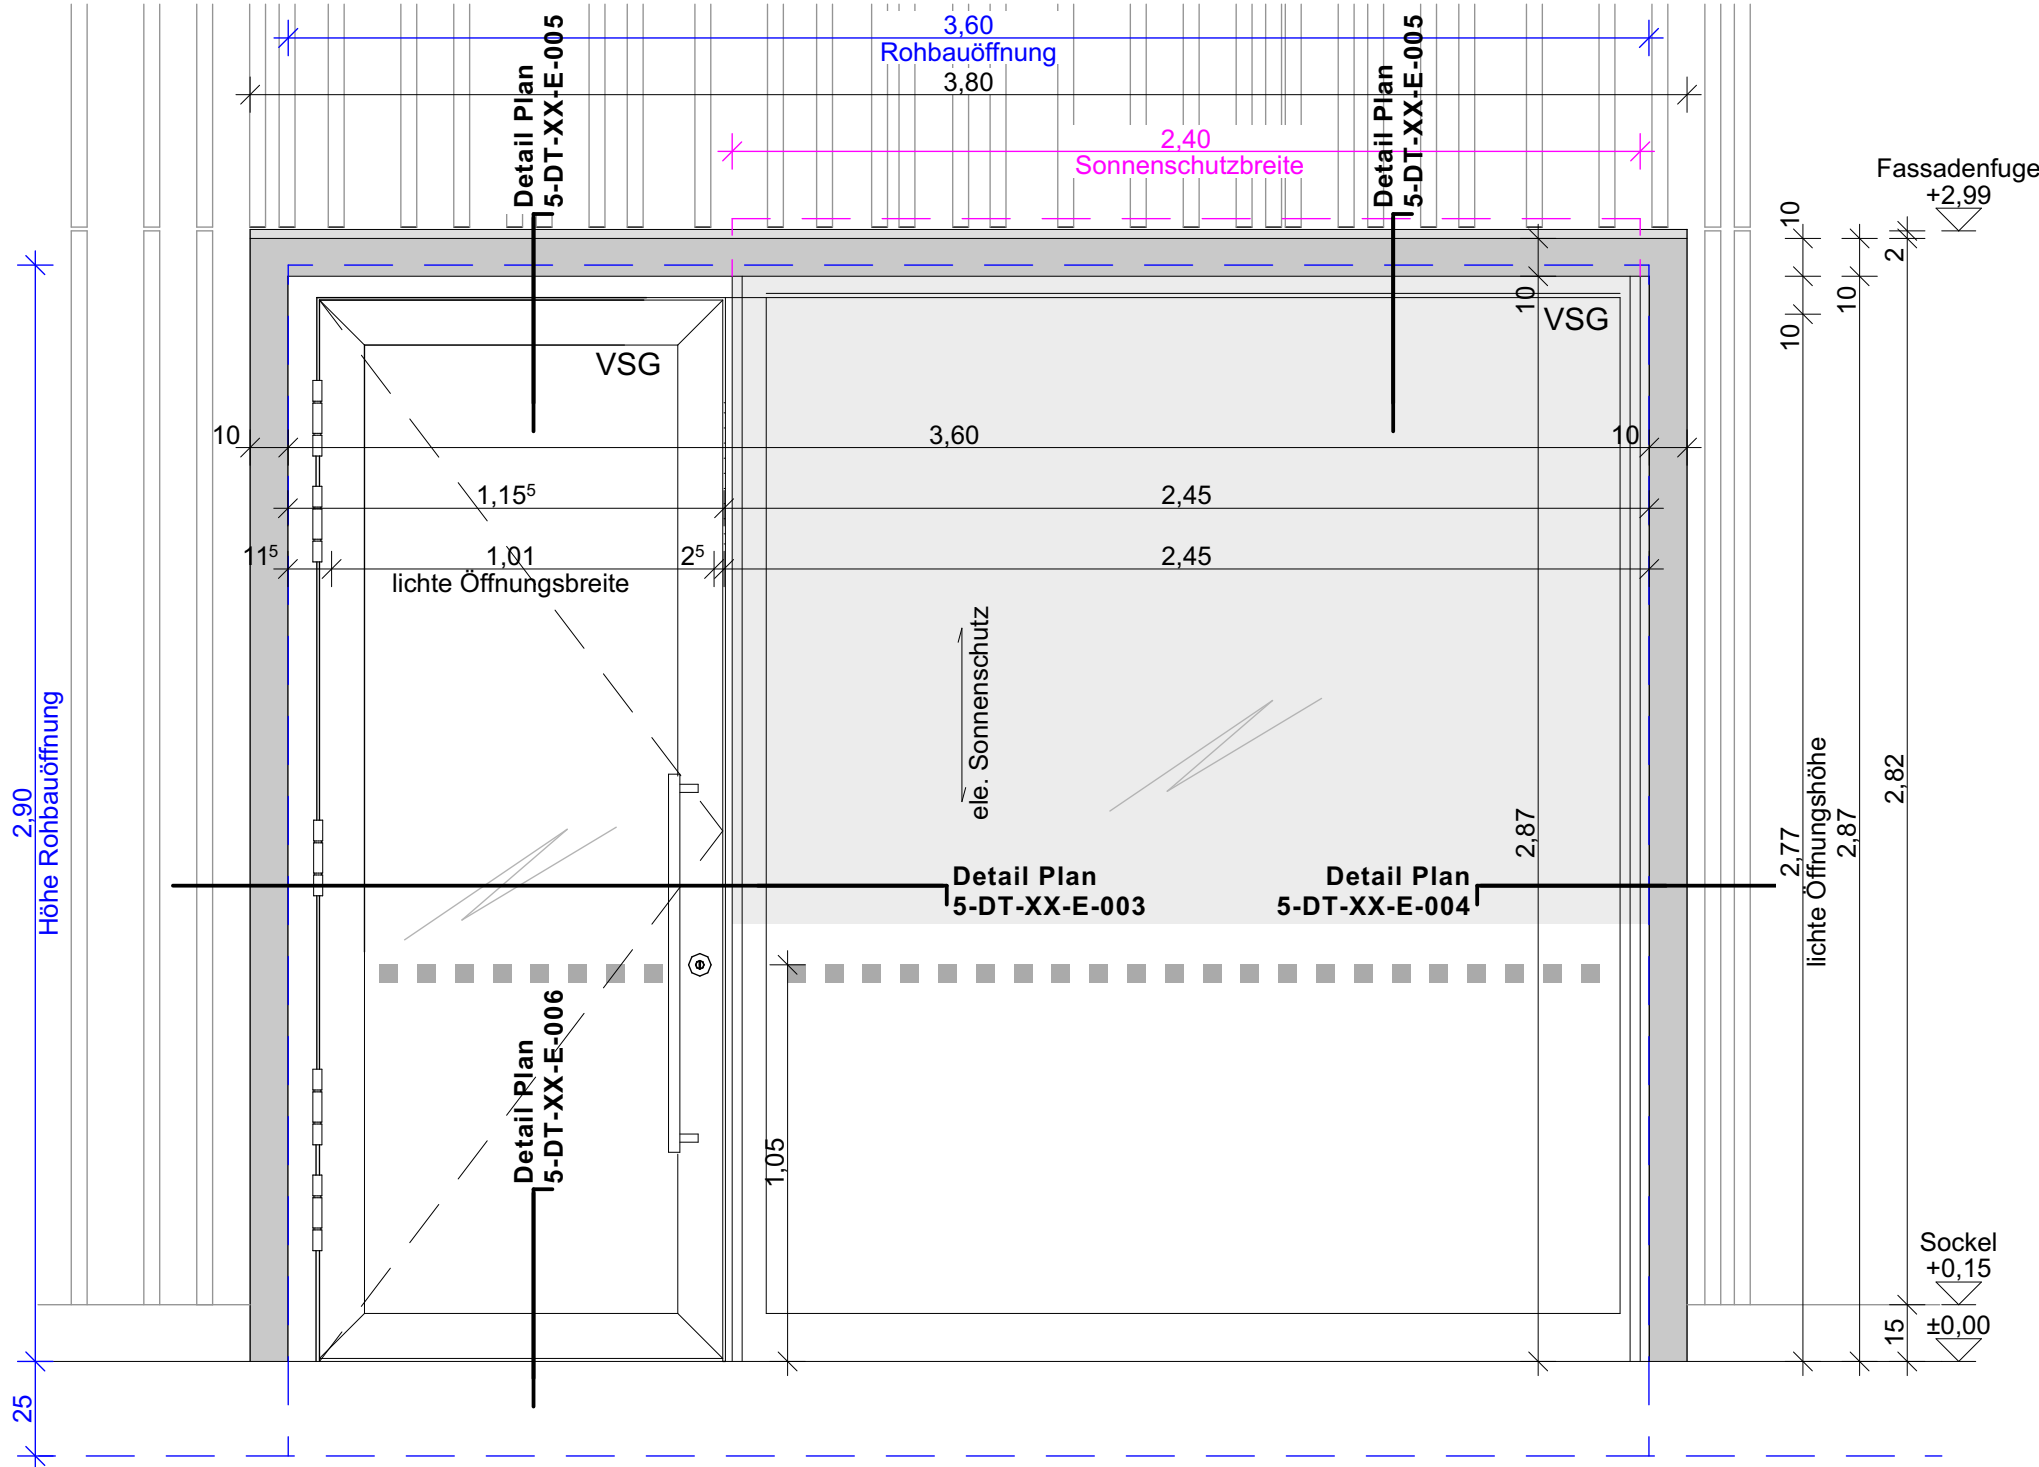 3,60
Rohbauöffnung
3,80
2,40
Sonnenschutzbreite
Detail Plan
5-DT-XX-E-005
Detail Plan
5-DT-XX-E-005
Fassadenfuge
+2,99
10
2
10
10
10
10
VSG
VSG
10
3,60
10
1,15⁵
2,45
11⁵
1,01
2⁵
2,45
lichte Öffnungsbreite
ele. Sonnenschutz
2,90
Höhe Rohbauöffnung
2,87
2,77
lichte Öffnungshöhe
2,87
2,82
Detail Plan
5-DT-XX-E-003
Detail Plan
5-DT-XX-E-004
Detail Plan
5-DT-XX-E-006
1,05
Sockel
+0,15
±0,00
15
25